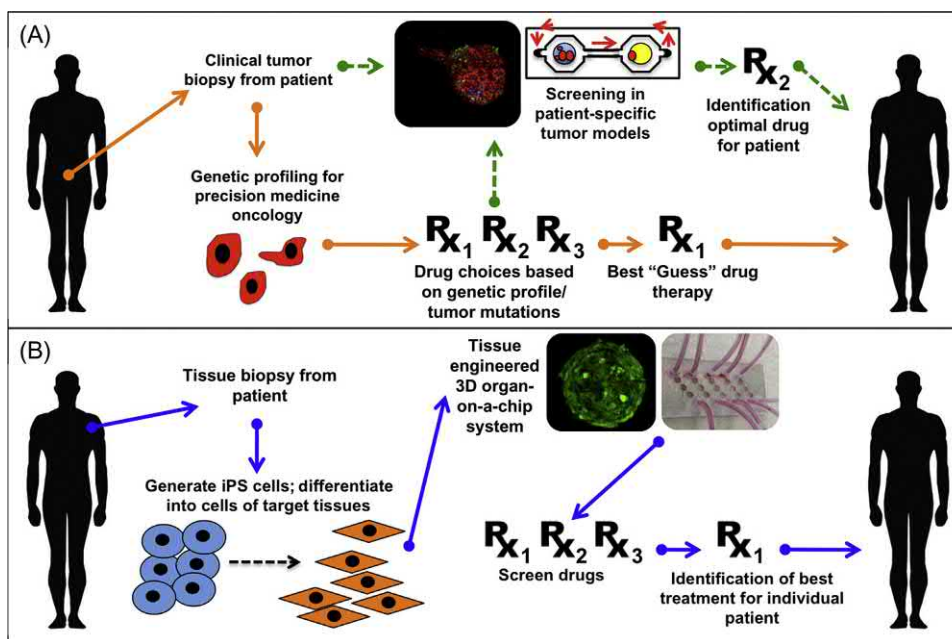 (A)
Clinical tumor
biopsy from patient
Screening in
patient-specific
tumor models
Rx2
Identification
optimal drug
for patient
Genetic profiling for
precision medicine
oncology
Rx1 Rx2 Rx3
Drug choices based
on genetic profile/
tumor mutations
Rx1
Best “Guess” drug
therapy
(B)
Tissue biopsy from
patient
Generate iPS cells; differentiate
into cells of target tissues
Tissue
engineered
3D organ-
on-a-chip
system
Rx1 Rx2 Rx3
Screen drugs
Rx1
Identification of best
treatment for individual
patient